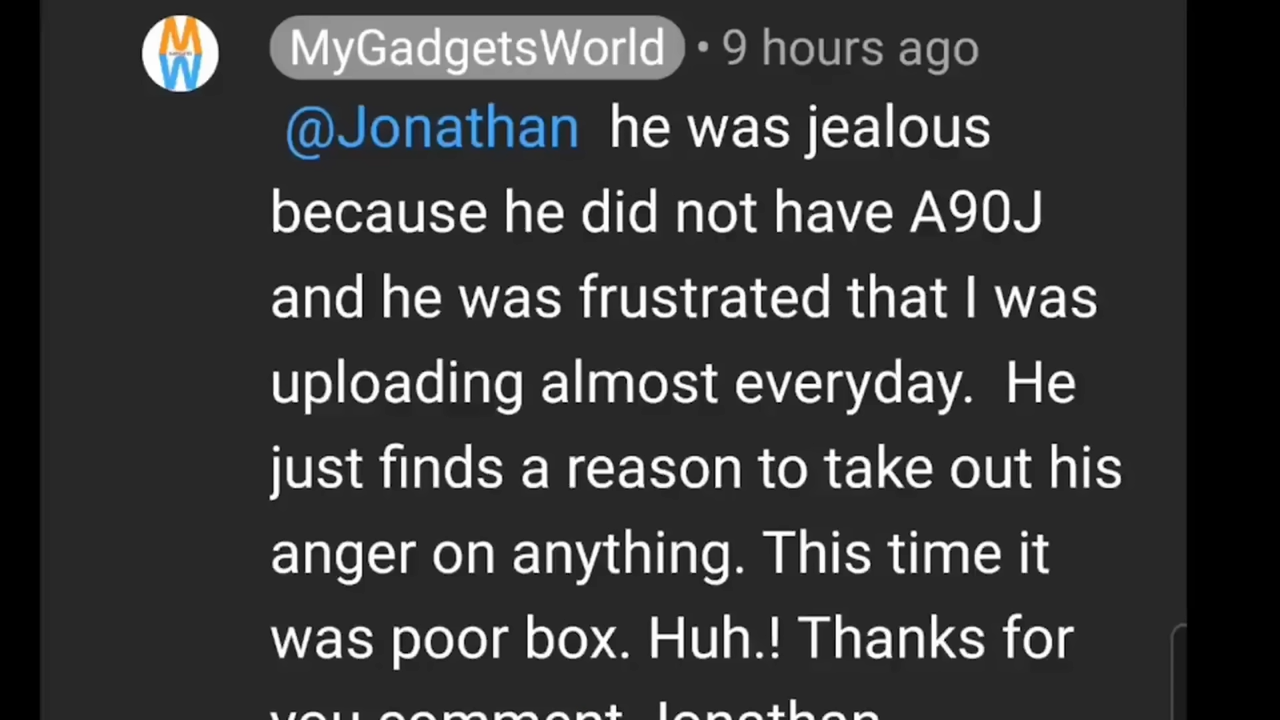 MyGadgetsWorld • 9 hours ago
@Jonathan he was jealous
because he did not have A90J
and he was frustrated that I was
uploading almost everyday. He
just finds a reason to take out his
anger on anything. This time it
was poor box. Huh.! Thanks for
you comment Jonathan